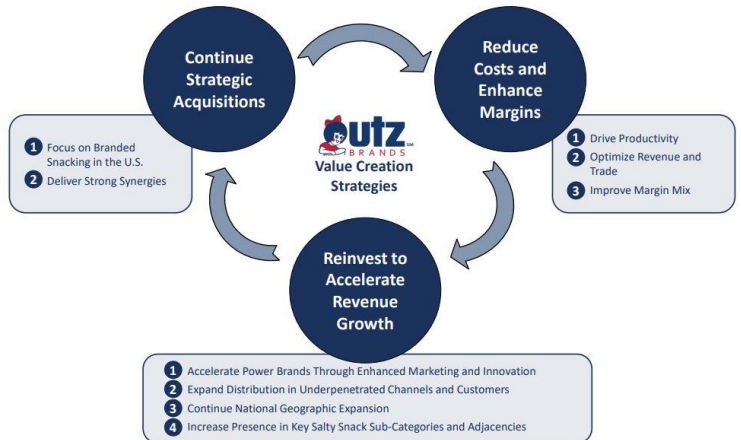 Continue
Strategic
Acquisitions
Reduce
Costs and
Enhance
Margins
1 Focus on Branded
Snacking in the U.S.
2 Deliver Strong Synergies
utz
BRANDS
Value Creation
Strategies
1 Drive Productivity
2 Optimize Revenue and
Trade
3 Improve Margin Mix
Reinvest to
Accelerate
Revenue
Growth
1 Accelerate Power Brands Through Enhanced Marketing and Innovation
2 Expand Distribution in Underpenetrated Channels and Customers
3 Continue National Geographic Expansion
4 Increase Presence in Key Salty Snack Sub-Categories and Adjacencies